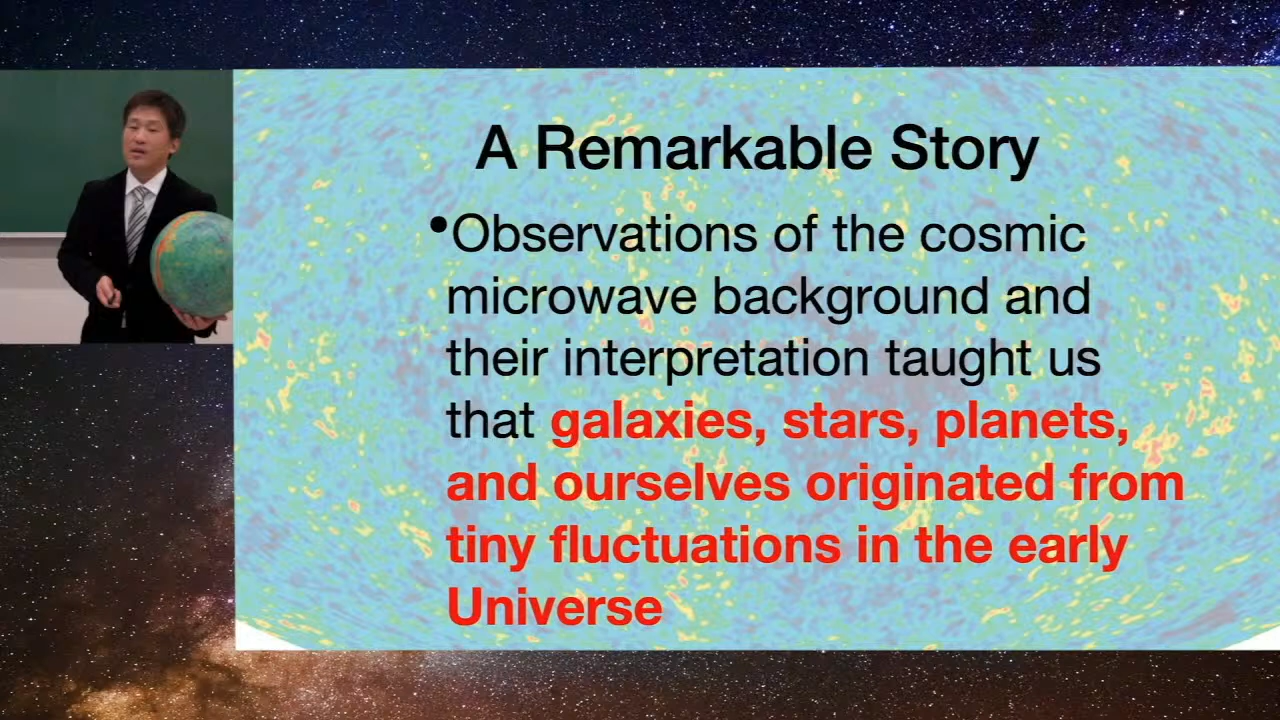 A Remarkable Story
•Observations of the cosmic
microwave background and
their interpretation taught us
that galaxies, stars, planets,
and ourselves originated from
tiny fluctuations in the early
Universe